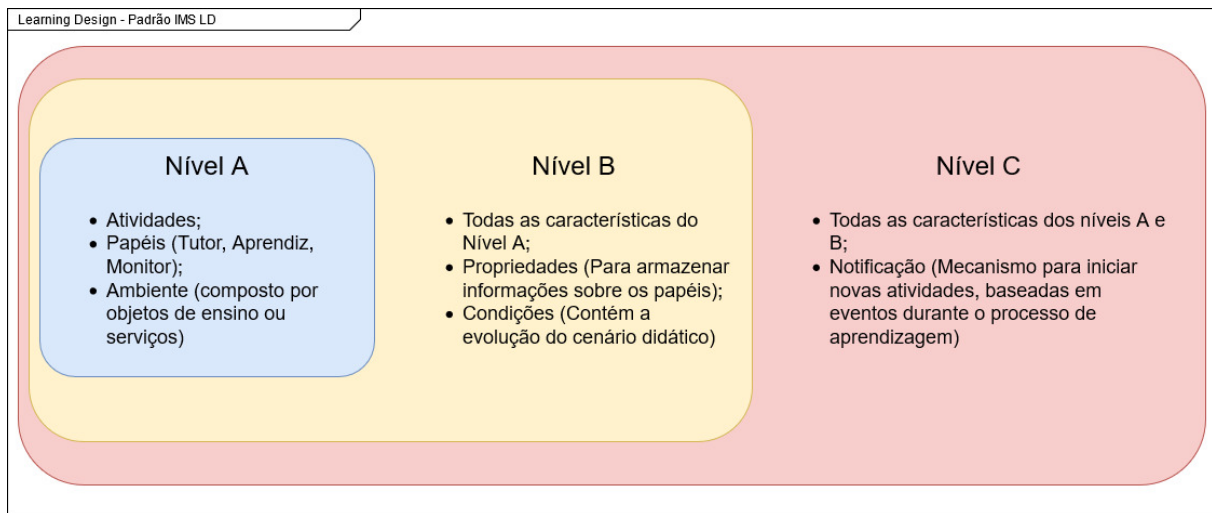 Learning Design - Padrão IMS LD
Nível A
• Atividades;
• Papéis (Tutor, Aprendiz,
Monitor);
• Ambiente (composto por
objetos de ensino ou
serviços)
Nível B
• Todas as características do
Nível A;
• Propriedades (Para armazenar
informações sobre os papéis);
• Condições (Contém a
evolução do cenário didático)
Nível C
• Todas as características dos níveis A e
B;
• Notificação (Mecanismo para iniciar
novas atividades, baseadas em
eventos durante o processo de
aprendizagem)